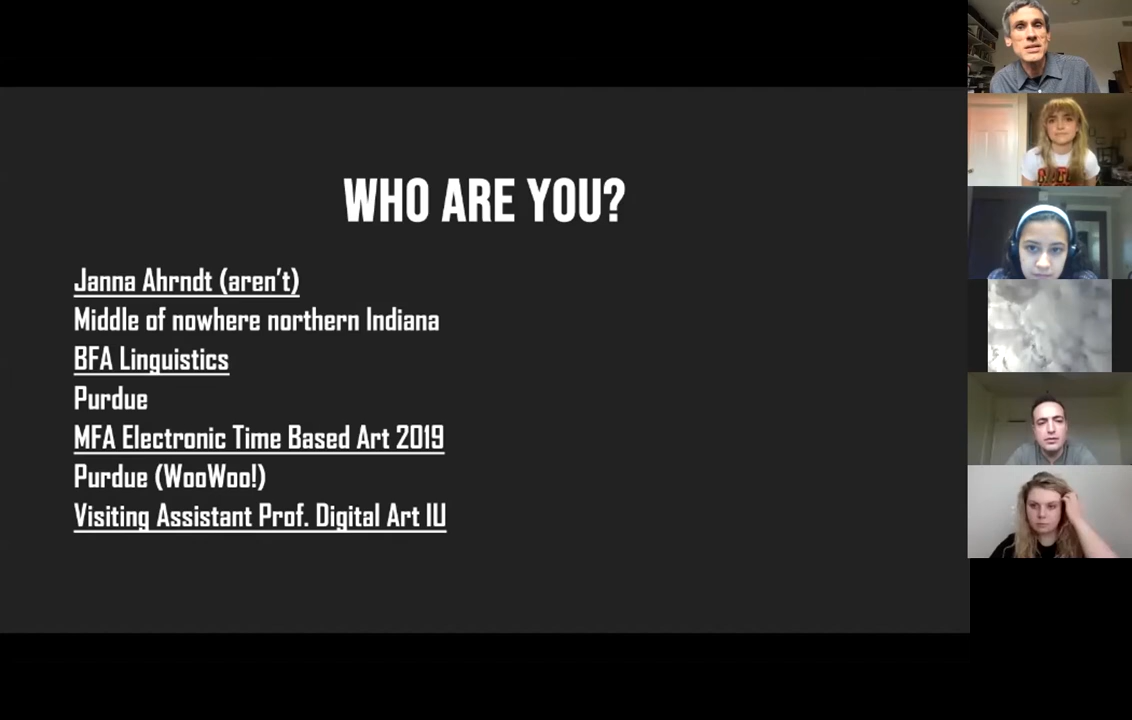 WHO ARE YOU?
Janna Ahrndt (aren't)
Middle of nowhere northern Indiana
BFA Linguistics
Purdue
MFA Electronic Time Based Art 2019
Purdue (WooWoo!)
Visiting Assistant Prof. Digital Art IU